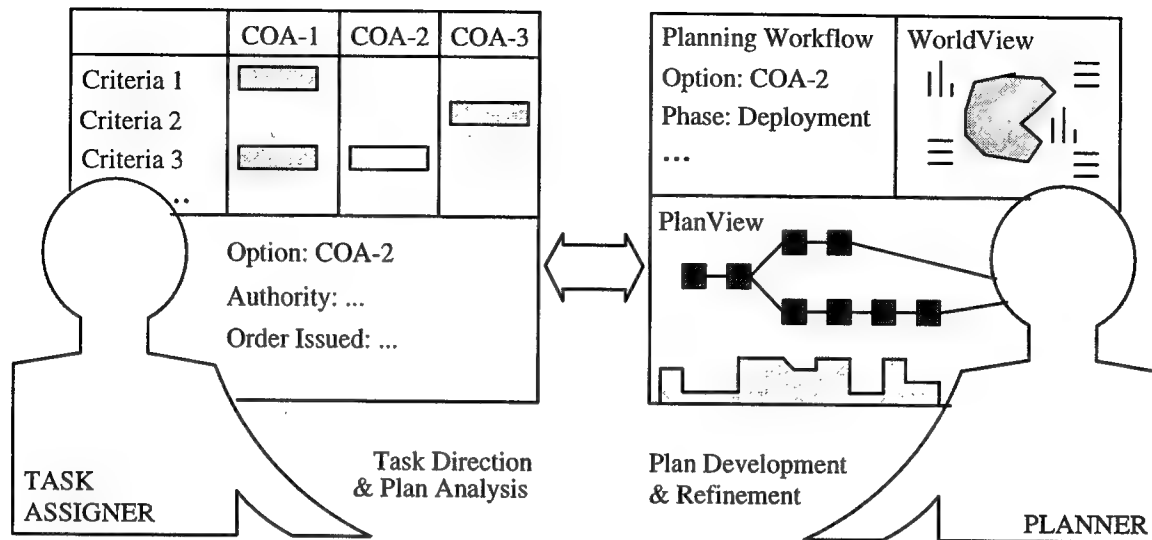 COA-1 COA-2 COA-3
Criteria 1
Criteria 2
Criteria 3
..
Option: COA-2
Authority: ...
Order Issued: ...
Planning Workflow
Option: COA-2
Phase: Deployment
...
WorldView
PlanView
TASK
ASSIGNER
Task Direction
& Plan Analysis
Plan Development
& Refinement
PLANNER